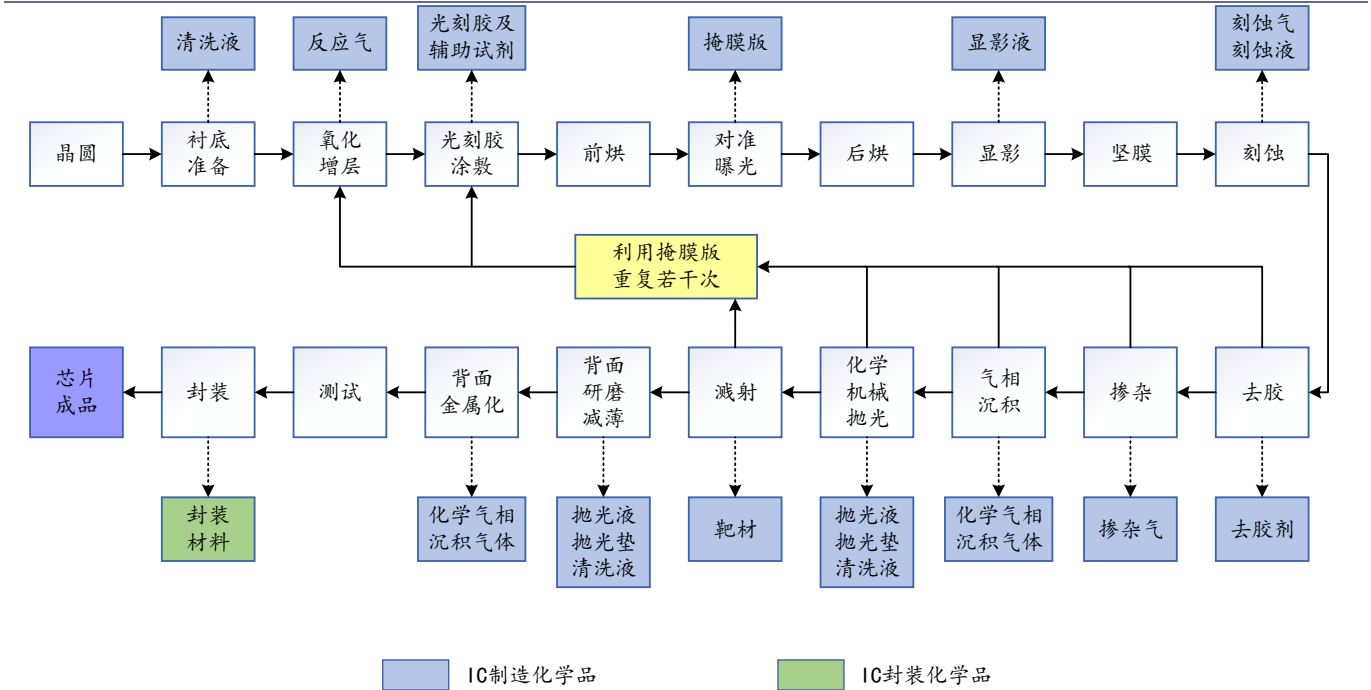 清洗液
反应气
光刻胶及
辅助试剂
掩膜版
显影液
刻蚀气
刻蚀液
晶圆
衬底
准备
氧化
增层
光刻胶
涂敷
前烘
对准
曝光
后烘
显影
坚膜
刻蚀
利用掩膜版
重复若干次
芯片
成品
封装
测试
背面
金属化
背面
研磨
减薄
溅射
化学
机械
抛光
气相
沉积
掺杂
去胶
封装
材料
化学气相
沉积气体
抛光液
抛光垫
清洗液
靶材
抛光液
抛光垫
清洗液
化学气相
沉积气体
掺杂气
去胶剂
IC制造化学品
IC封装化学品